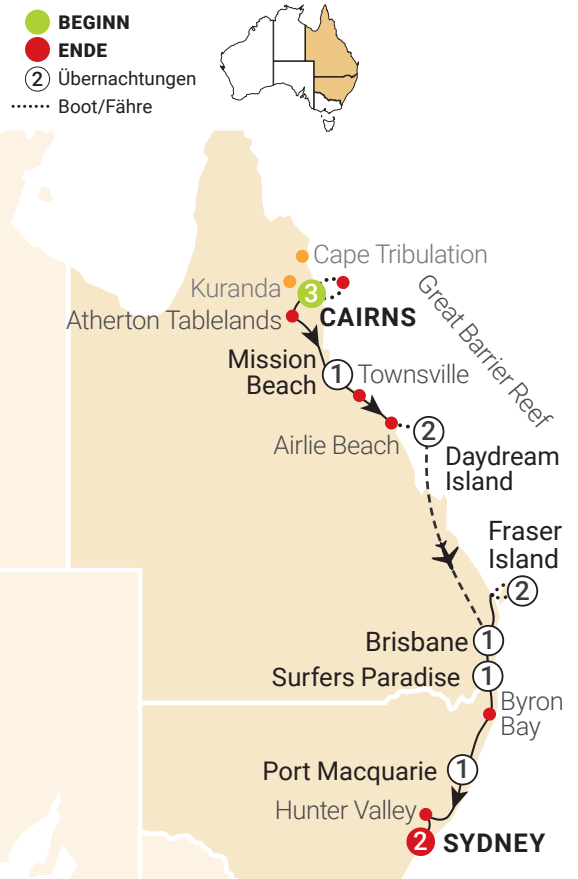 BEGINN
ENDE
2 Übernachtungen
Boot/Fähre
Cape Tribulation
Kuranda
3
CAIRNS
Atherton Tablelands
Great Barrier Reef
Mission
Beach
1
Townsville
Airlie Beach
2
Daydream
Island
Fraser
Island
2
Brisbane
1
Surfers Paradise
1
Byron
Bay
Port Macquarie
1
Hunter Valley
2
SYDNEY